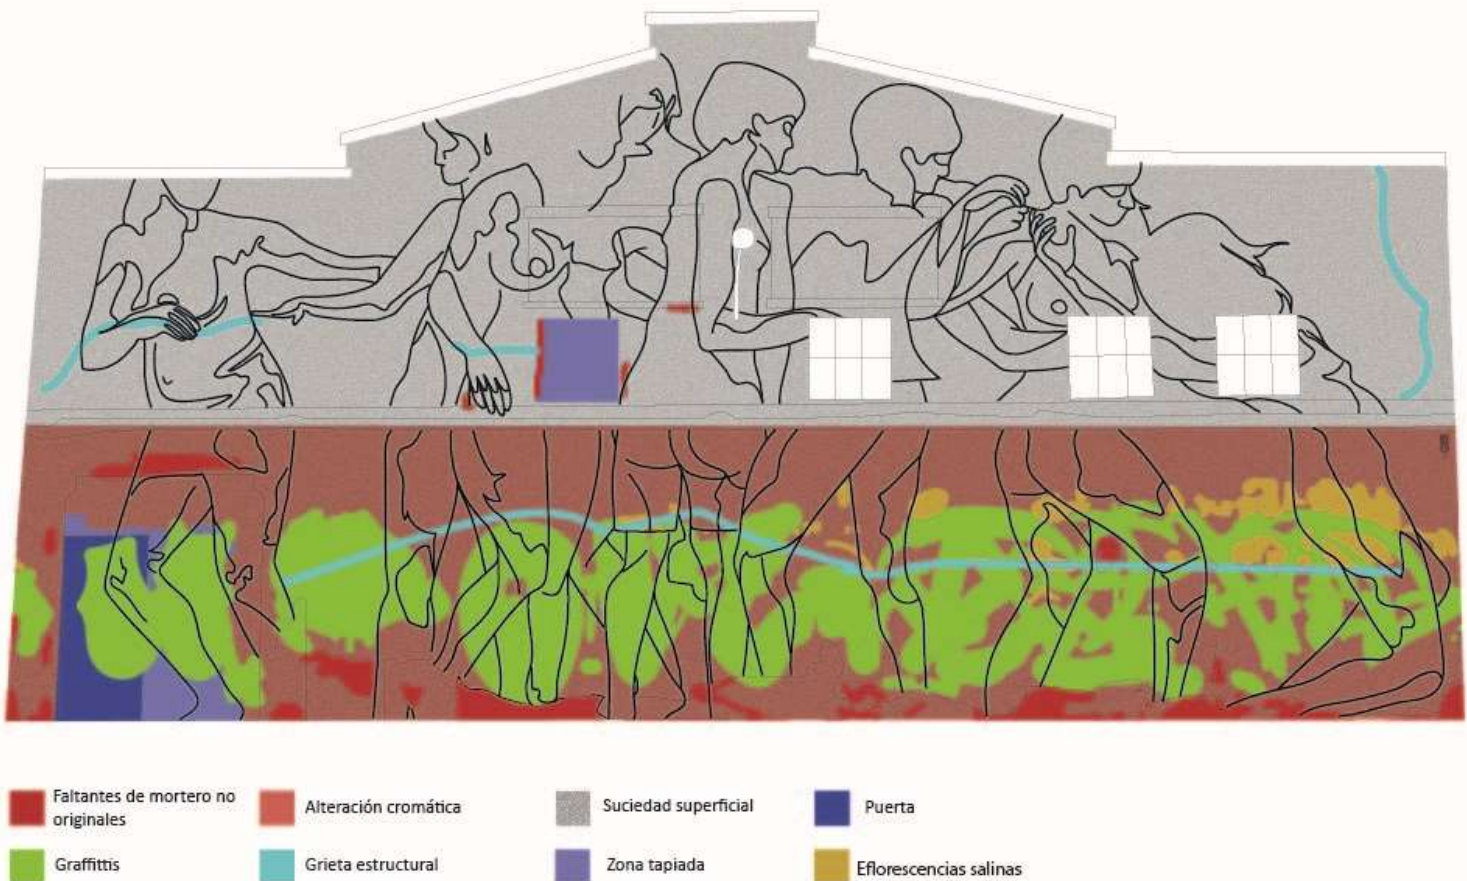 Faltantes de mortero no
originales
Alteración cromática
Suciedad superficial
Puerta
Graffittis
Grieta estructural
Zona tapiada
Eflorescencias salinas